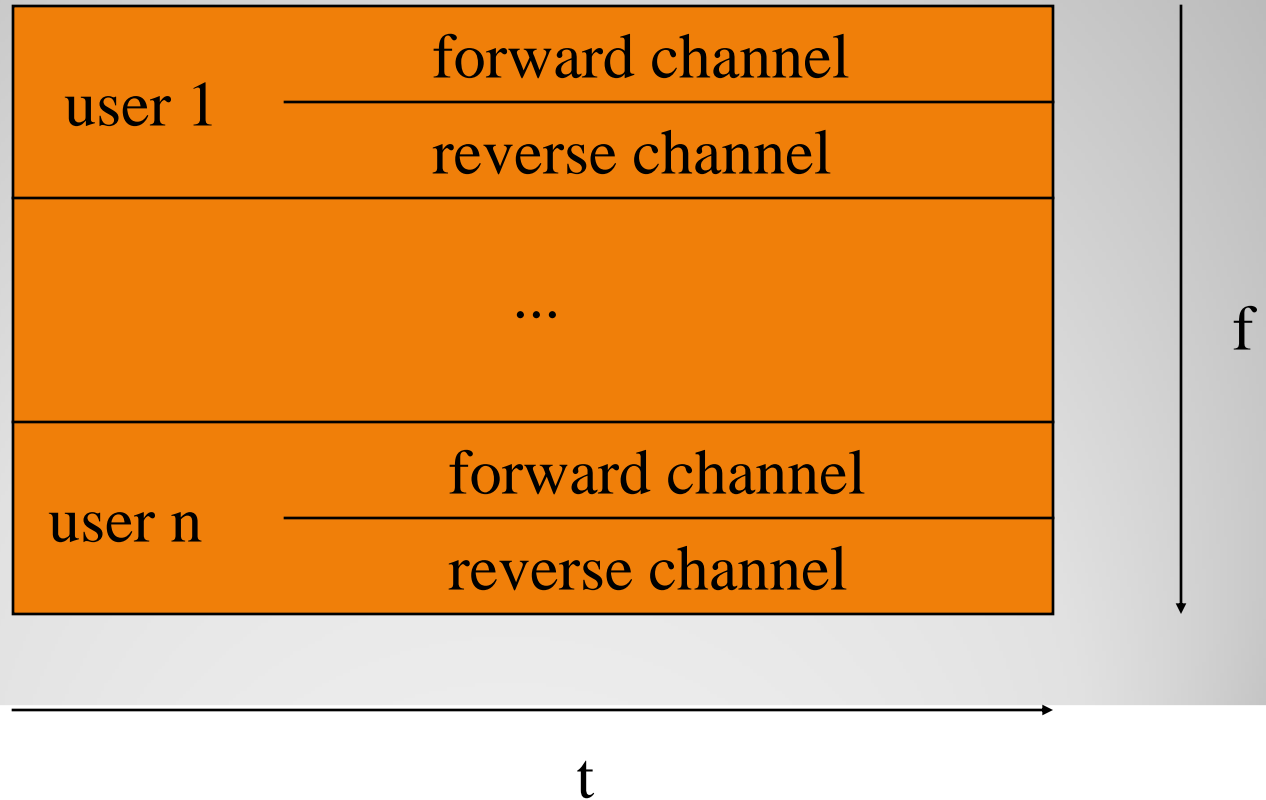 forward channel
user 1
reverse channel
...
f
forward channel
user n
reverse channel
t